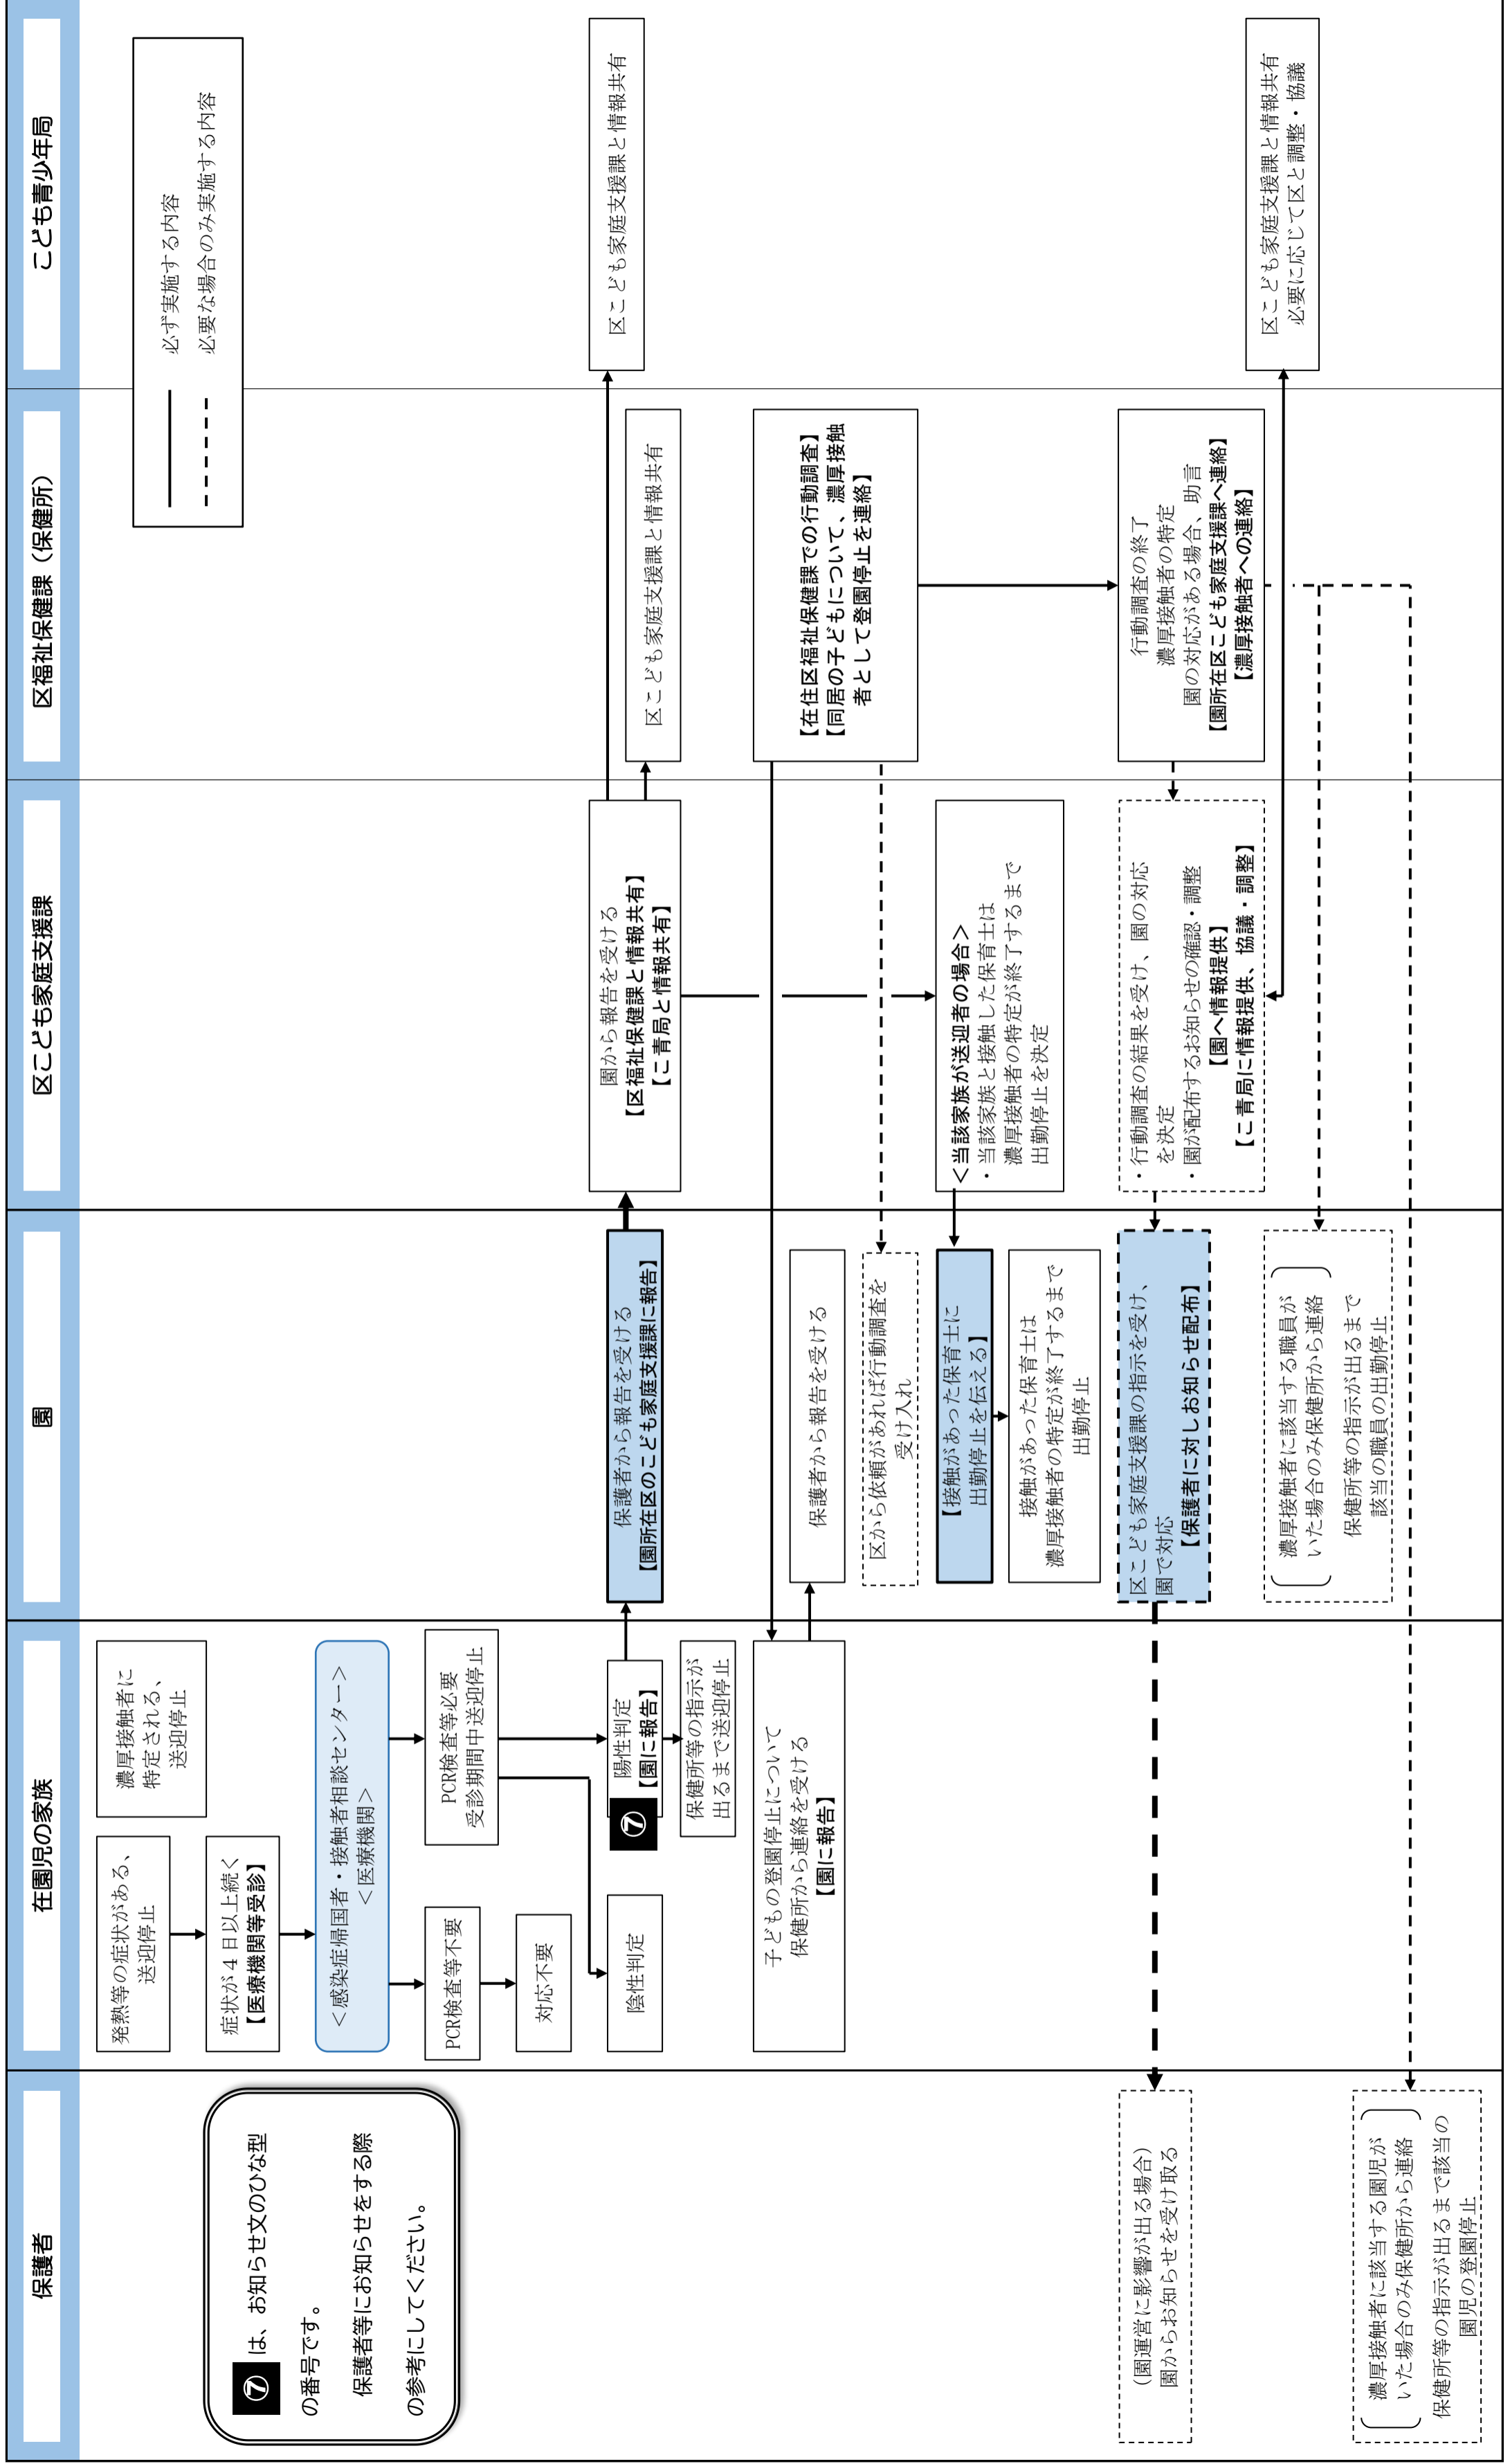 保護者
在園児の家族
園
区こども家庭支援課
区福祉保健課（保健所）
こども青少年局
必ず実施する内容
必要な場合のみ実施する内容
⑦ は、お知らせ文のひな型
の番号です。
保護者等にお知らせをする際
の参考にしてください。
発熱等の症状がある、
送迎停止
濃厚接触者に
特定される、
送迎停止
症状が４日以上続く
【医療機関等受診】
＜感染症帰国者・接触者相談センター＞
＜医療機関＞
PCR検査等不要
PCR検査等必要
受診期間中送迎停止
対応不要
陰性判定
⑦
陽性判定
【園に報告】
保健所等の指示が
出るまで送迎停止
保護者から報告を受ける
【園所在区のこども家庭支援課に報告】
園から報告を受ける
【区福祉保健課と情報共有】
【こ青局と情報共有】
区こども家庭支援課と情報共有
区こども家庭支援課と情報共有
【在住区福祉保健課での行動調査】
【同居の子どもについて、濃厚接触
者として登園停止を連絡】
子どもの登園停止について
保健所から連絡を受ける
【園に報告】
保護者から報告を受ける
区から依頼があれば行動調査を
受け入れ
＜当該家族が送迎者の場合＞
・当該家族と接触した保育士は
濃厚接触者の特定が終了するまで
出勤停止を決定
【接触があった保育士に
出勤停止を伝える】
接触があった保育士は
濃厚接触者の特定が終了するまで
出勤停止
行動調査の終了
濃厚接触者の特定
園の対応がある場合、助言
【園所在区こども家庭支援課へ連絡】
【濃厚接触者への連絡】
・行動調査の結果を受け、園の対応
を決定
・園が配布するお知らせの確認・調整
【園へ情報提供】
【こ青局に情報提供、協議・調整】
区こども家庭支援課と情報共有
必要に応じて区と調整・協議
区こども家庭支援課の指示を受け、
園で対応
【保護者に対しお知らせ配布】
（園運営に影響が出る場合）
園からお知らせを受け取る
濃厚接触者に該当する職員が
いた場合のみ保健所から連絡
保健所等の指示が出るまで
該当の職員の出勤停止
濃厚接触者に該当する園児が
いた場合のみ保健所から連絡
保健所等の指示が出るまで該当の
園児の登園停止